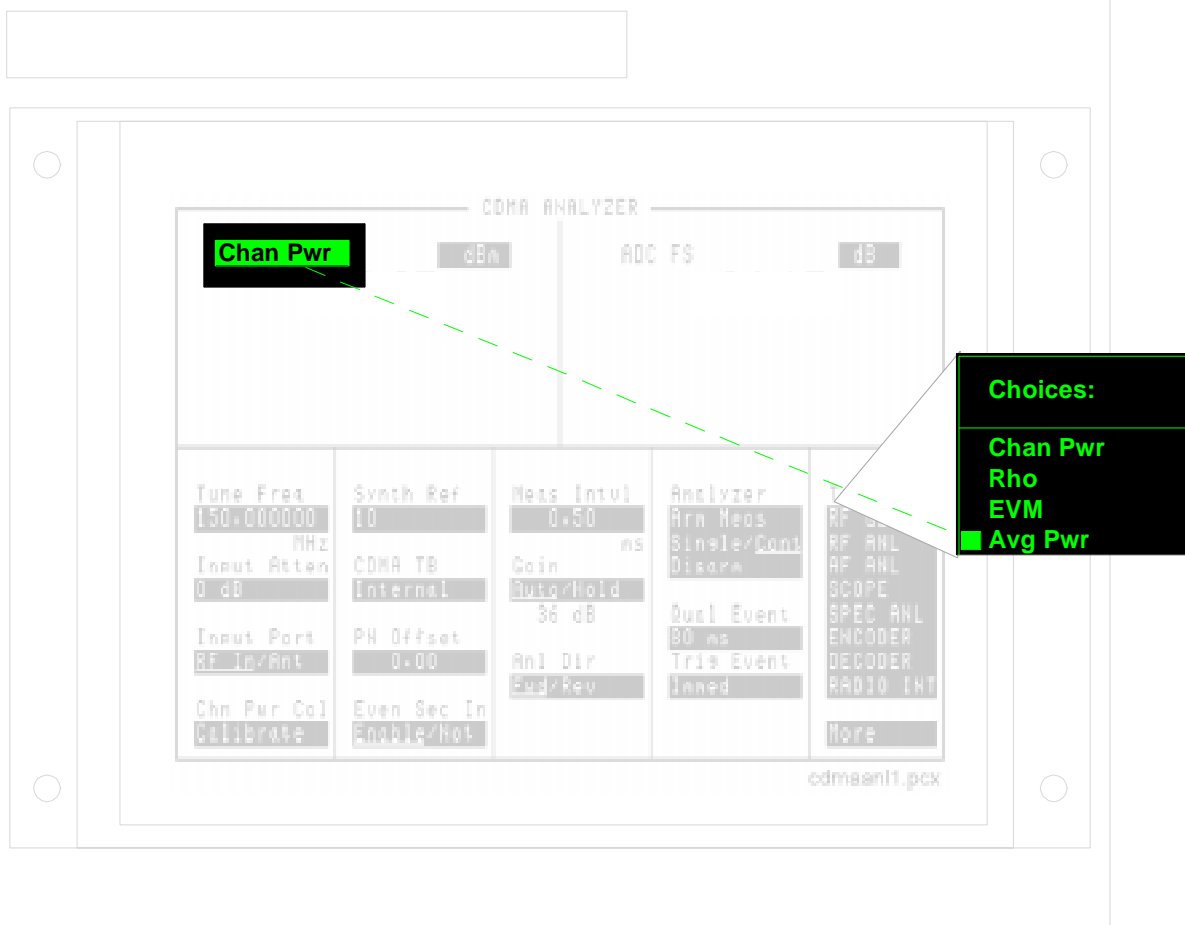 CDMA ANALYZER
Chan Pwr
dBm
ADC FS
dB
Choices:
Chan Pwr
Rho
EVM
Avg Pwr
Tune Freq
150.000000
MHz
Input Atten
0 dB
Input Port
RF In/Ant
Chn Pwr Cal
Calibrate
Synth Ref
10
CDMA TB
Internal
PN Offset
0.00
Even Sec In
Enable/Not
Meas Intvl
0.50
ms
Gain
Auto/Hold
36 dB
Anl Dir
Fwd/Rev
Analyzer
Arm Meas
Single/Cont
Disarm
Qual Event
80 ms
Trig Event
Immed
RF ANL
AF ANL
SCOPE
SPEC ANL
ENCODER
DECODER
RADIO INT
More
cdmaanl1.pcx